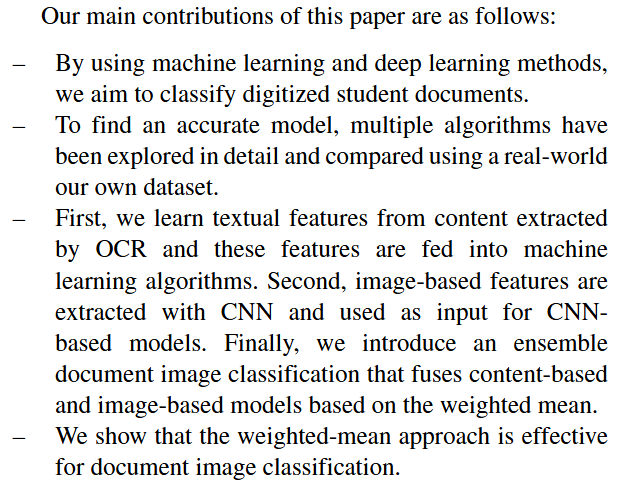 Our main contributions of this paper are as follows:
– By using machine learning and deep learning methods,
we aim to classify digitized student documents.
– To find an accurate model, multiple algorithms have
been explored in detail and compared using a real-world
our own dataset.
– First, we learn textual features from content extracted
by OCR and these features are fed into machine
learning algorithms. Second, image-based features are
extracted with CNN and used as input for CNN-
based models. Finally, we introduce an ensemble
document image classification that fuses content-based
and image-based models based on the weighted mean.
– We show that the weighted-mean approach is effective
for document image classification.